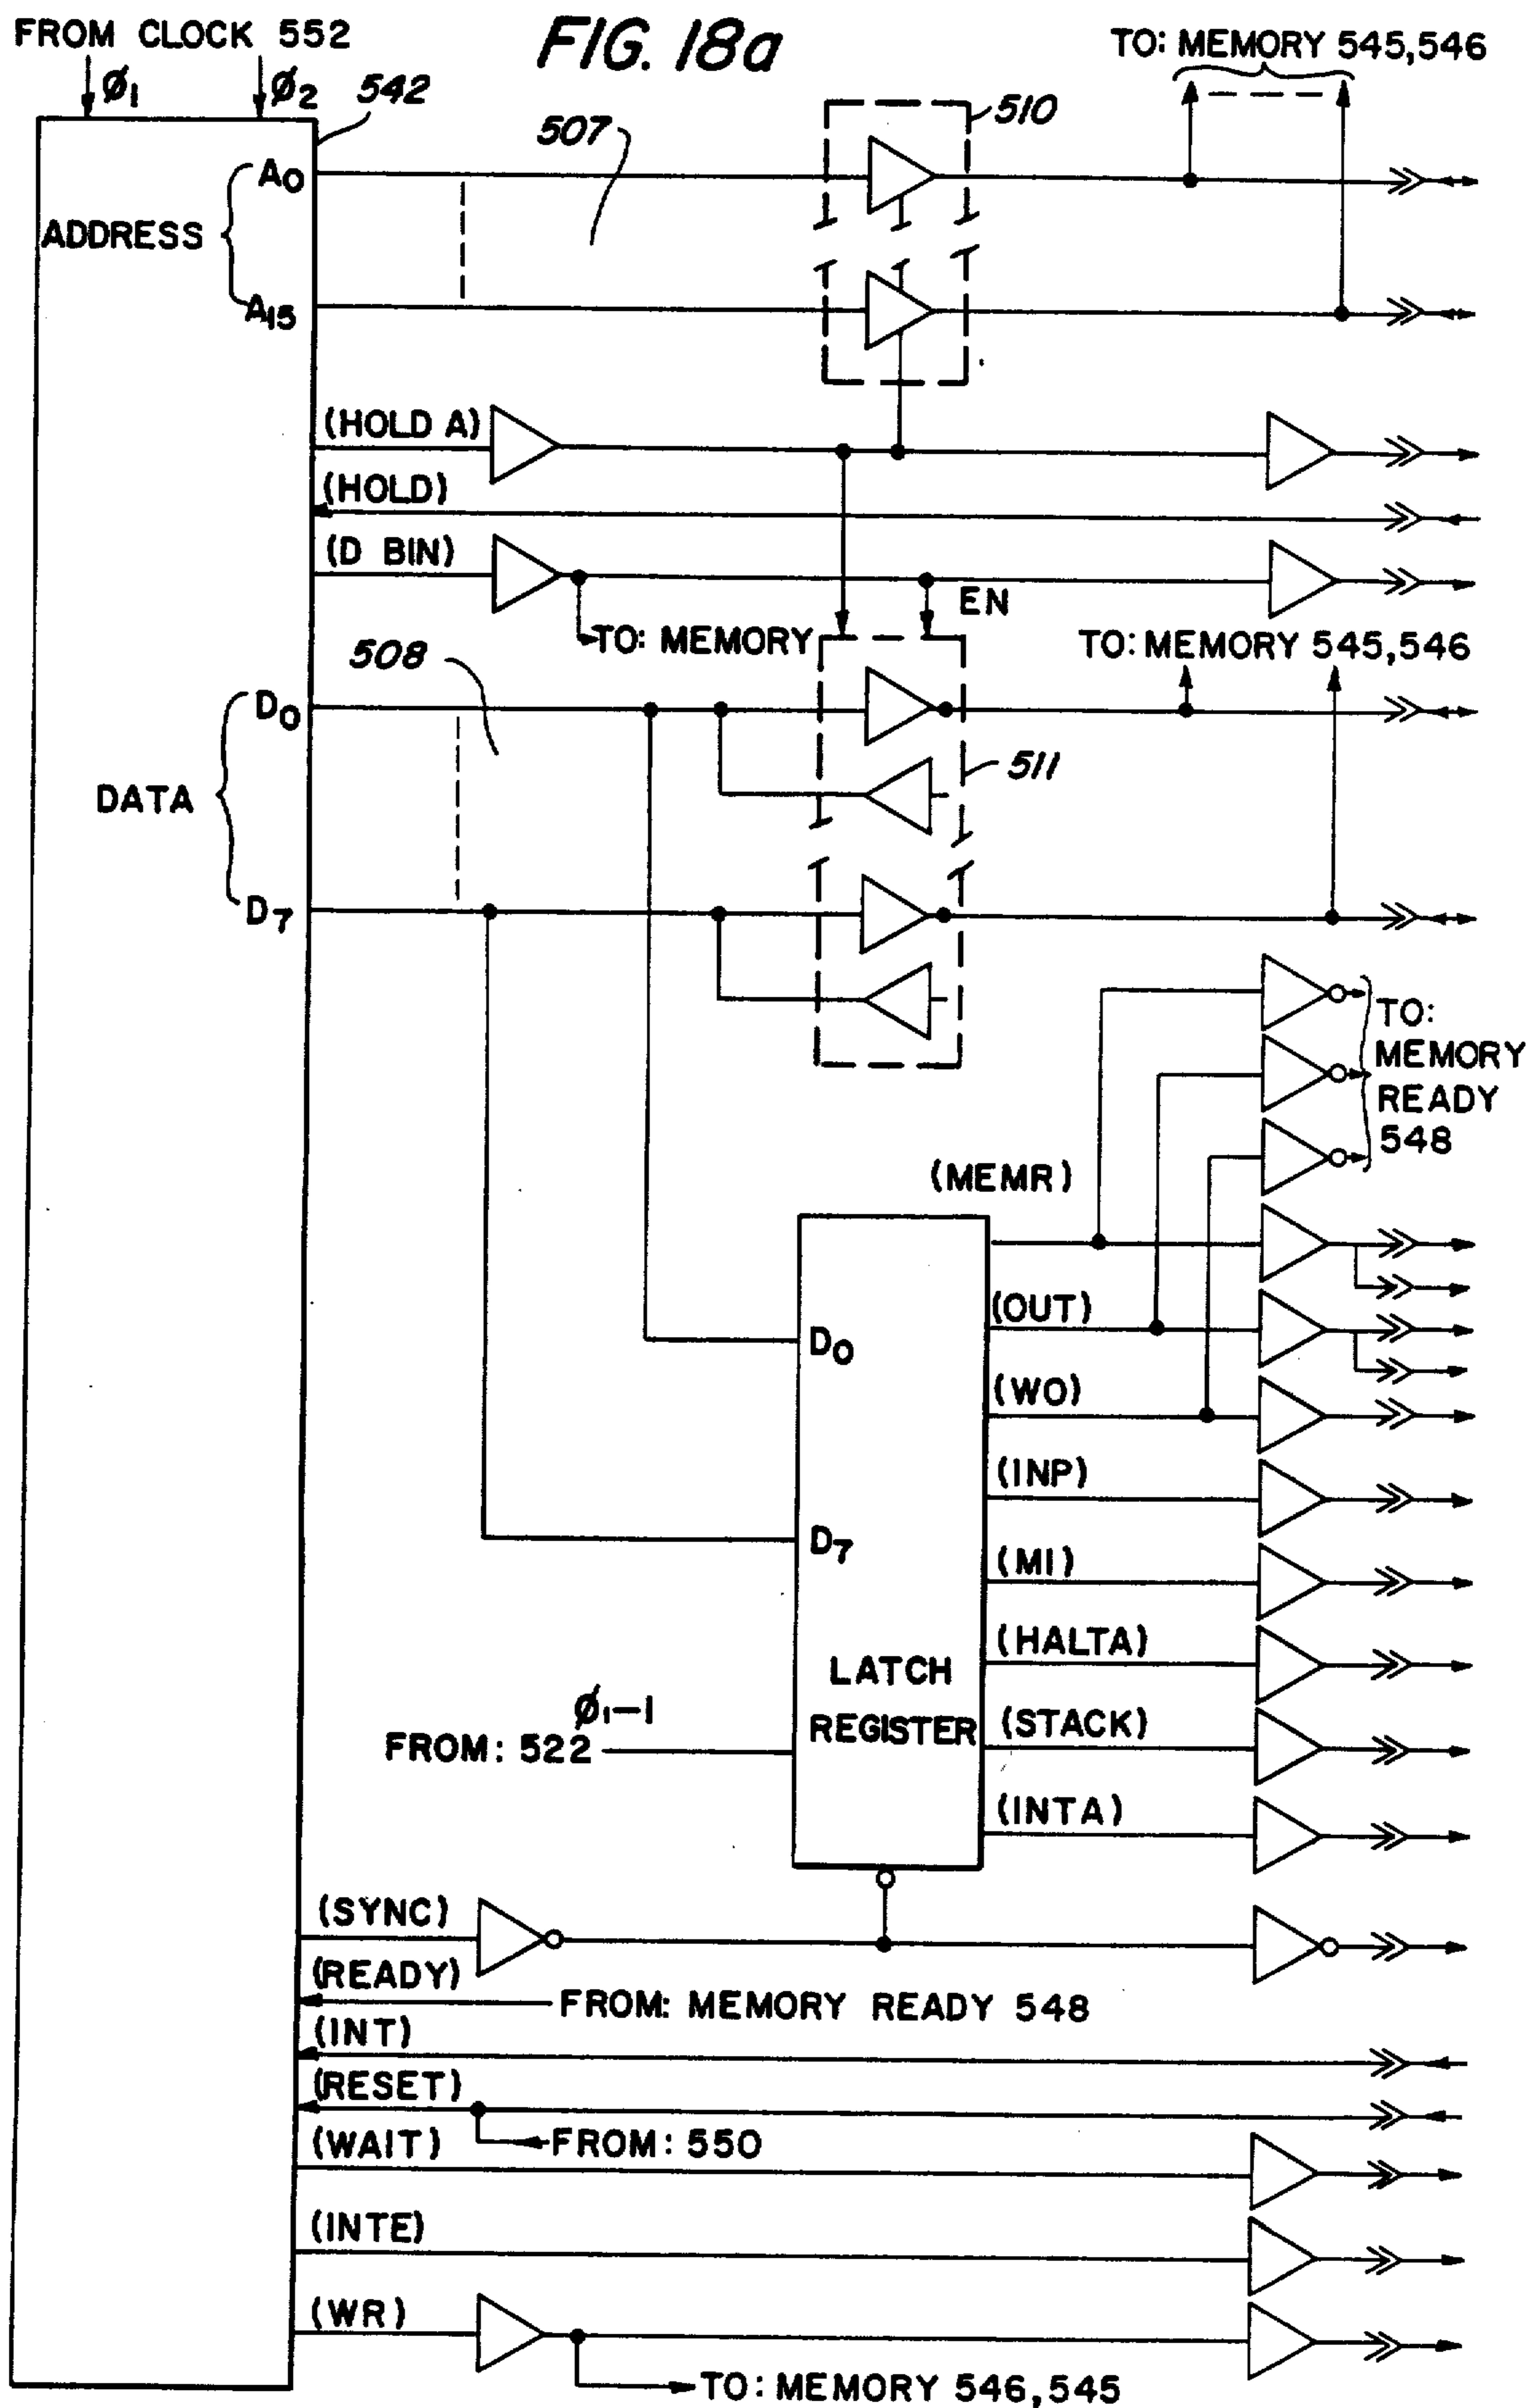 FROM CLOCK 552
FIG. 18a
TO: MEMORY 545,546
ø1
ø2
542
507
510
A0
ADDRESS
A15
(HOLD A)
(HOLD)
(D BIN)
EN
TO: MEMORY
TO: MEMORY 545,546
508
D0
511
DATA
D7
TO:
MEMORY
READY
548
(MEMR)
(OUT)
D0
(WO)
(INP)
D7
(MI)
(HALTA)
LATCH
REGISTER
ø1-1
FROM: 522
(STACK)
(INTA)
(SYNC)
(READY)
FROM: MEMORY READY 548
(INT)
(RESET)
FROM: 550
(WAIT)
(INTE)
(WR)
TO: MEMORY 546,545